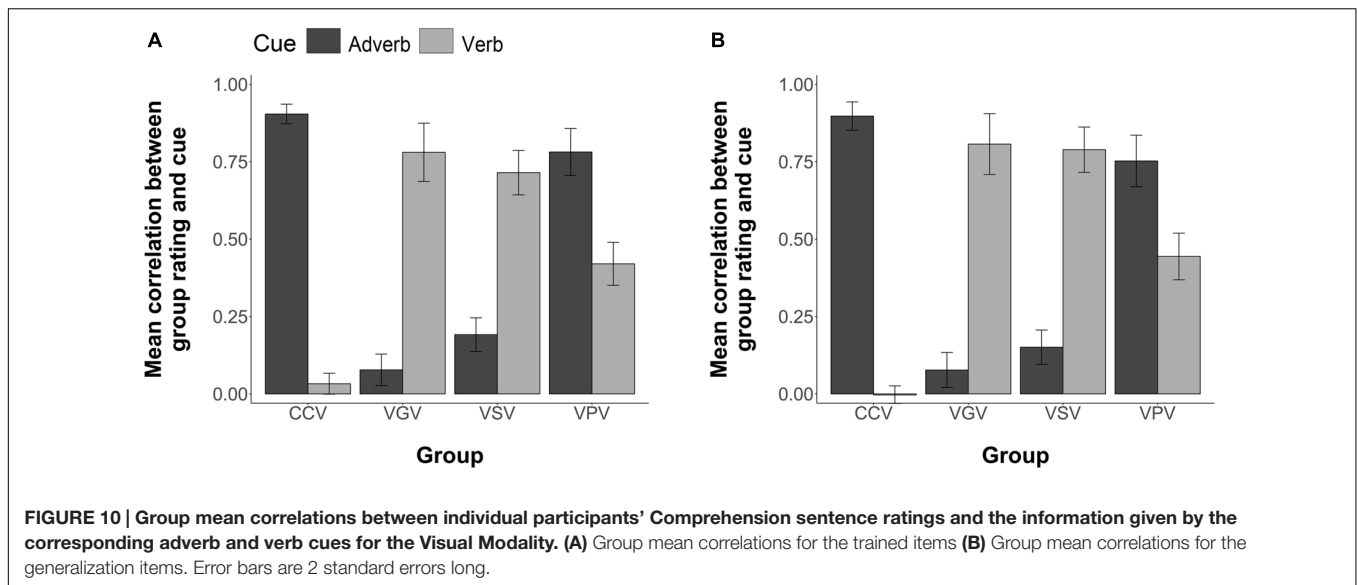 A
Cue Adverb Verb
Mean correlation between
group rating and cue
1.00
0.75
0.50
0.25
0.00
CCV VGV VSV VPV
Group
B
Mean correlation between
group rating and cue
1.00
0.75
0.50
0.25
0.00
CCV VGV VSV VPV
Group
FIGURE 10 | Group mean correlations between individual participants’ Comprehension sentence ratings and the information given by the
corresponding adverb and verb cues for the Visual Modality. (A) Group mean correlations for the trained items (B) Group mean correlations for the
generalization items. Error bars are 2 standard errors long.